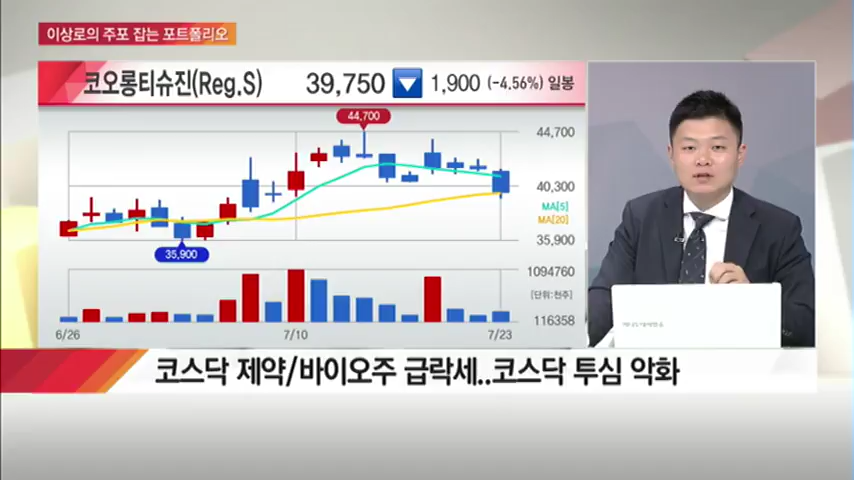 이상로의 주포 잡는 포트폴리오
코오롱티슈진(Reg.S) 39,750 ▼ 1,900 (-4.56%) 일봉
44,700
44,700
40,300
MA[5]
MA[20]
35,900
35,900
1094760
[단위:천주]
116358
6/26 7/10 7/23
코스닥 제약/바이오주 급락세..코스닥 투심 악화